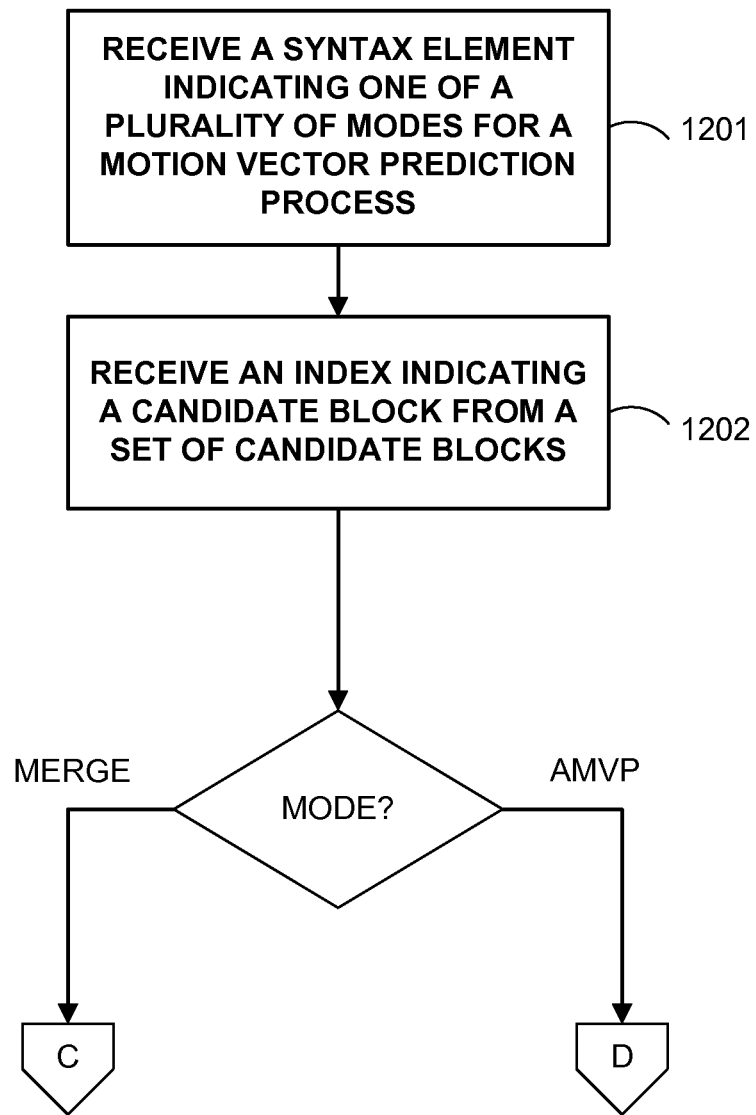 RECEIVE A SYNTAX ELEMENT
INDICATING ONE OF A
PLURALITY OF MODES FOR A
MOTION VECTOR PREDICTION
PROCESS
1201
RECEIVE AN INDEX INDICATING
A CANDIDATE BLOCK FROM A
SET OF CANDIDATE BLOCKS
1202
MERGE
AMVP
MODE?
C
D